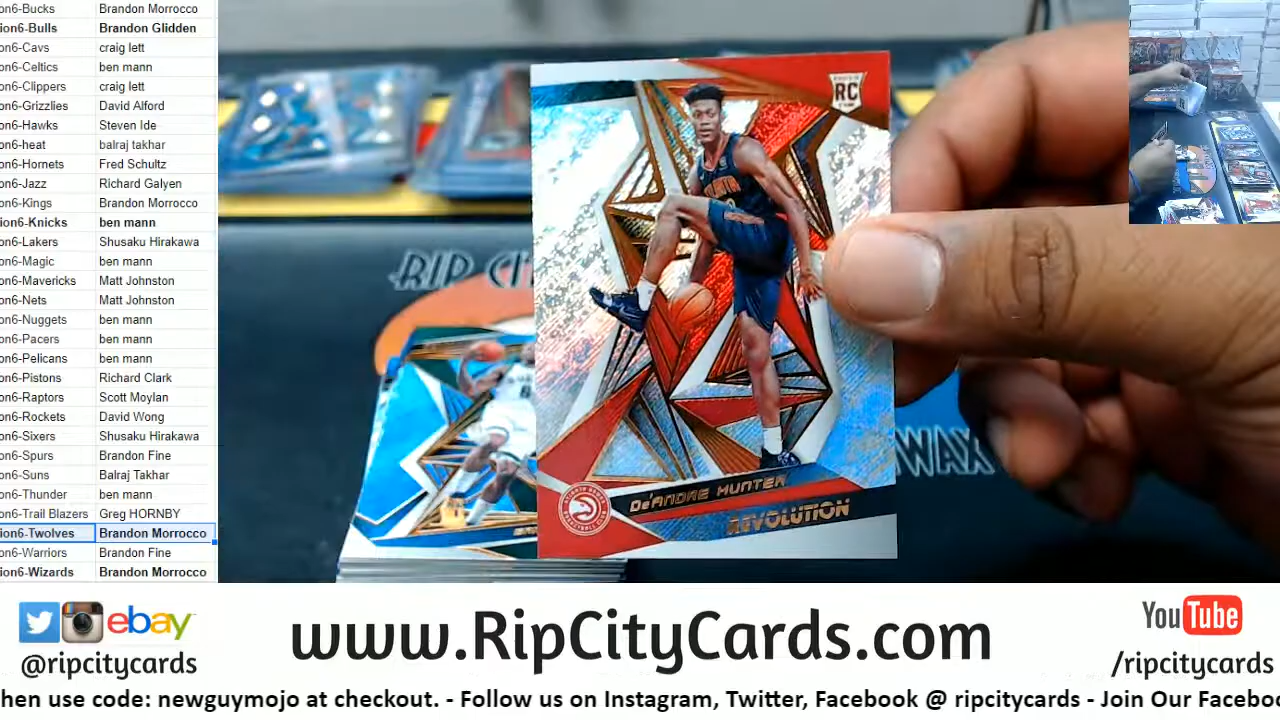 on6-Bucks Brandon Morrocco
ion6-Bulls Brandon Glidden
on6-Cavs craig lett
on6-Celtics ben mann
on6-Clippers craig lett
on6-Grizzlies David Alford
on6-Hawks Steven Ide
on6-heat balraj takhar
on6-Hornets Fred Schultz
on6-Jazz Richard Galyen
on6-Kings Brandon Morrocco
ion6-Knicks ben mann
on6-Lakers Shusaku Hirakawa
on6-Magic ben mann
on6-Mavericks Matt Johnston
on6-Nets Matt Johnston
on6-Nuggets ben mann
on6-Pacers ben mann
on6-Pelicans ben mann
on6-Pistons Richard Clark
on6-Raptors Scott Moylan
on6-Rockets David Wong
on6-Sixers Shusaku Hirakawa
on6-Spurs Brandon Fine
on6-Suns Balraj Takhar
on6-Thunder ben mann
on6-Trail Blazers Greg HORNBY
ion6-Twolves Brandon Morrocco
on6-Warriors Brandon Fine
ion6-Wizards Brandon Morrocco
RC
RIP CI
De'ANDRE HUNTER
REVOLUTION
WAX
ebay
@ripcitycards
www.RipCityCards.com
YouTube
/ripcitycards
hen use code: newguymojo at checkout. - Follow us on Instagram, Twitter, Facebook @ ripcitycards - Join Our Facebo